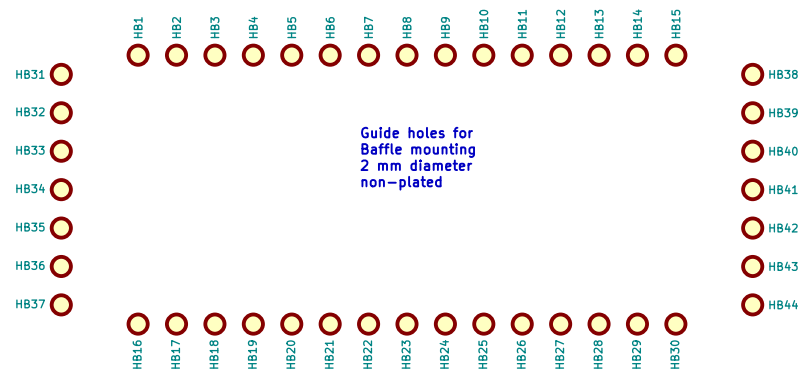 HB1
HB2
HB3
HB4
HB5
HB6
HB7
HB8
HB9
HB10
HB11
HB12
HB13
HB14
HB15
HB31
HB32
HB33
HB34
HB35
HB36
HB37
Guide holes for
Baffle mounting
2 mm diameter
non-plated
HB38
HB39
HB40
HB41
HB42
HB43
HB44
HB16
HB17
HB18
HB19
HB20
HB21
HB22
HB23
HB24
HB25
HB26
HB27
HB28
HB29
HB30